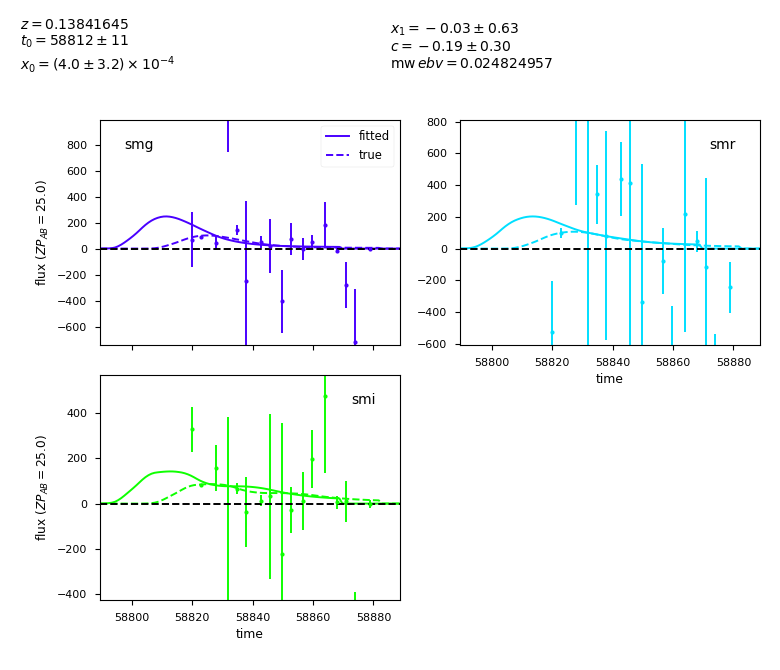 z = 0.13841645
t0 = 58812 ± 11
x0 = (4.0 ± 3.2) × 10^−4
x1 = −0.03 ± 0.63
c = −0.19 ± 0.30
mw ebv = 0.024824957
smg
fitted
true
800
600
400
200
0
−200
−400
−600
flux (ZP_AB = 25.0)
smr
800
600
400
200
0
−200
−400
−600
58800 58820 58840 58860 58880
time
smi
400
200
0
−200
−400
flux (ZP_AB = 25.0)
58800 58820 58840 58860 58880
time